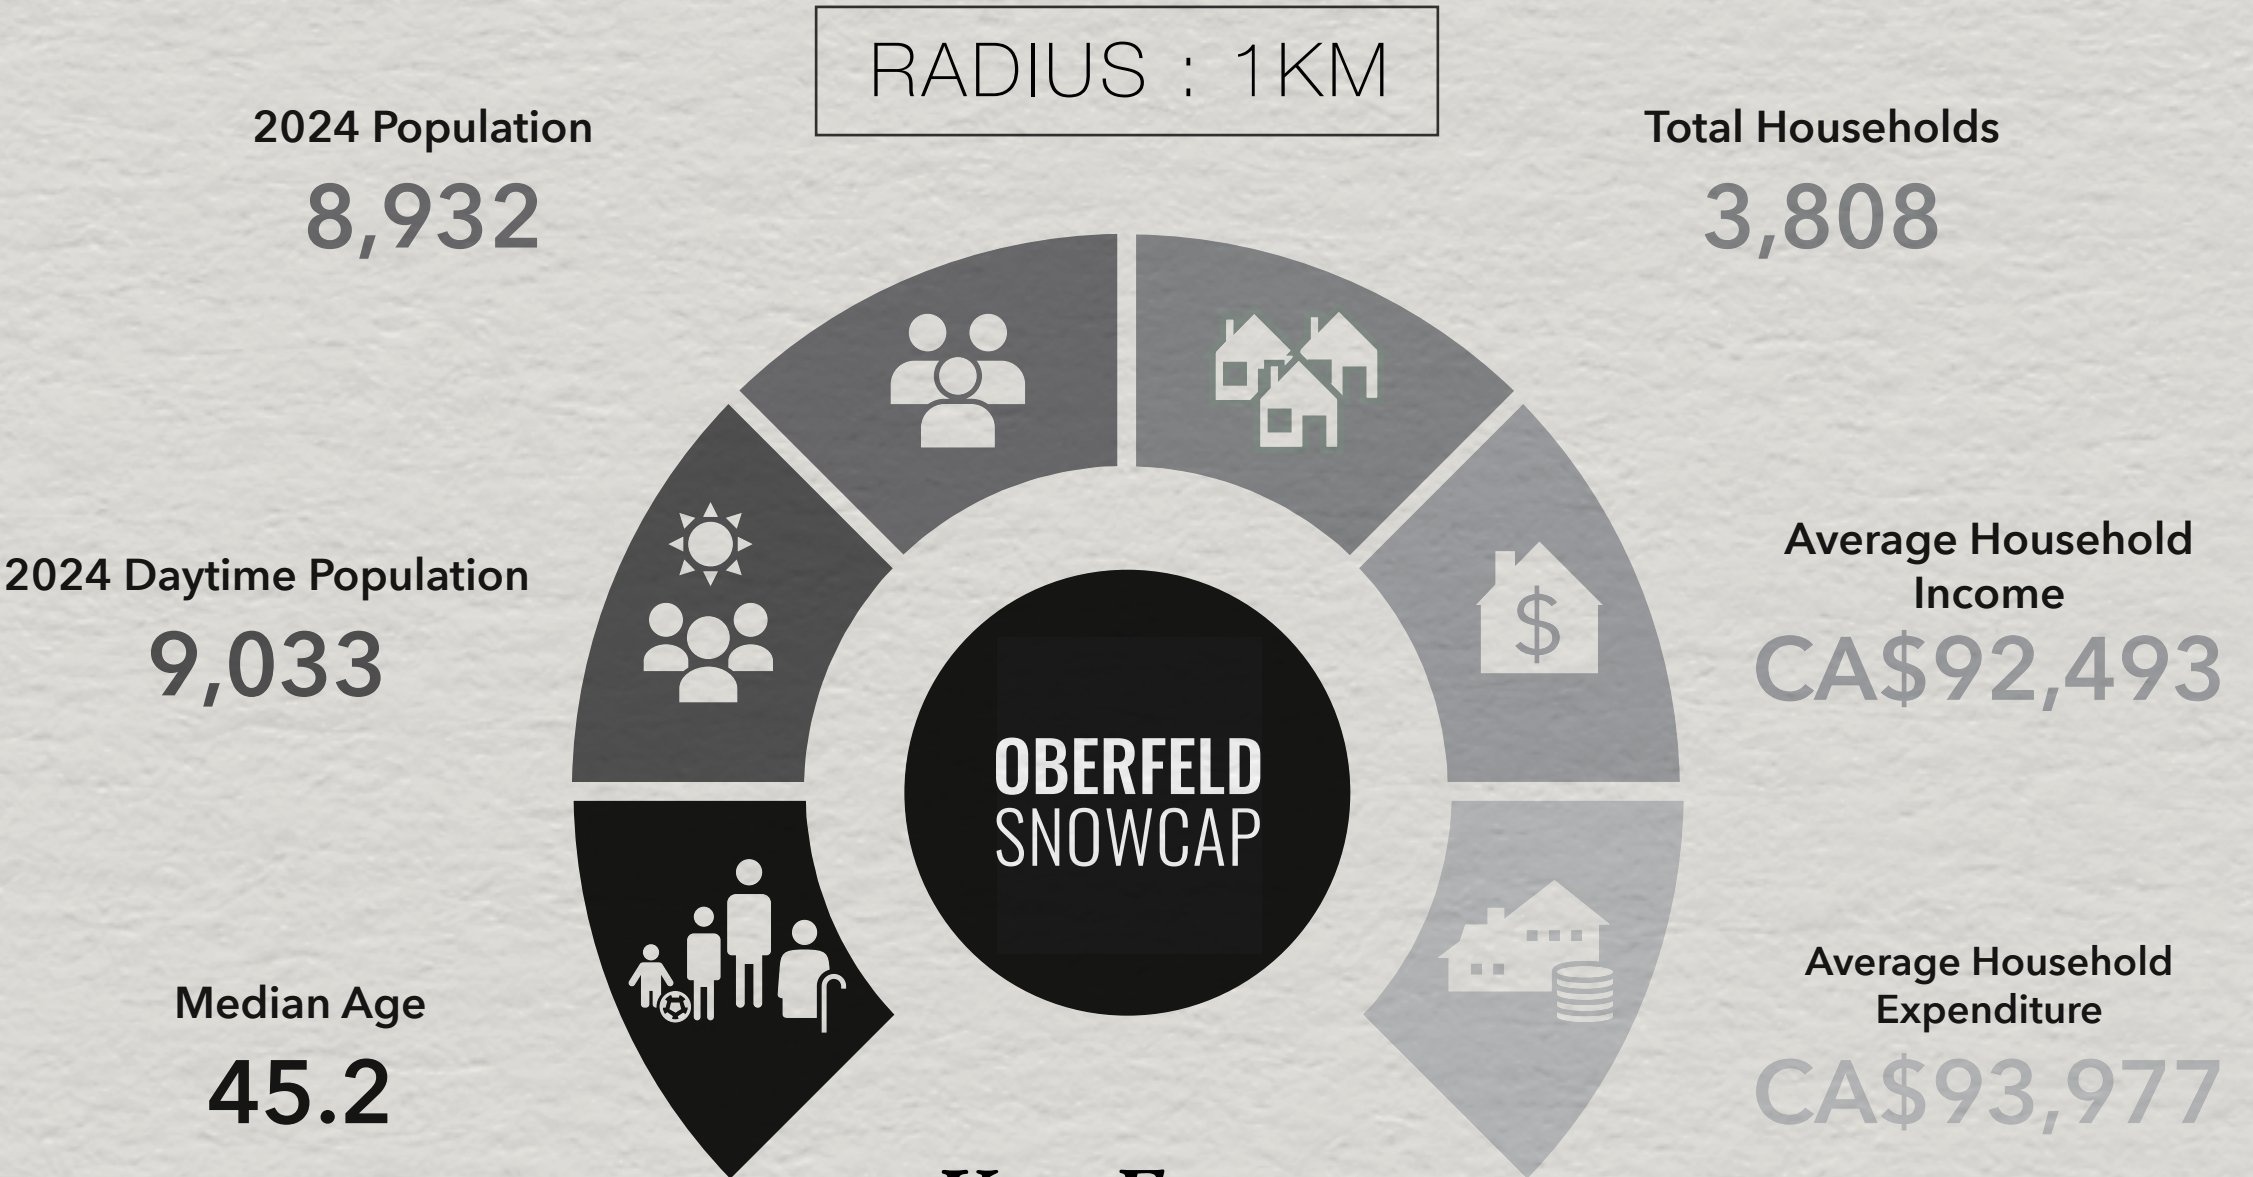 RADIUS : 1KM
2024 Population
8,932
Total Households
3,808
2024 Daytime Population
9,033
Average Household
Income
CA$92,493
OBERFELD
SNOWCAP
Median Age
45.2
Average Household
Expenditure
CA$93,977